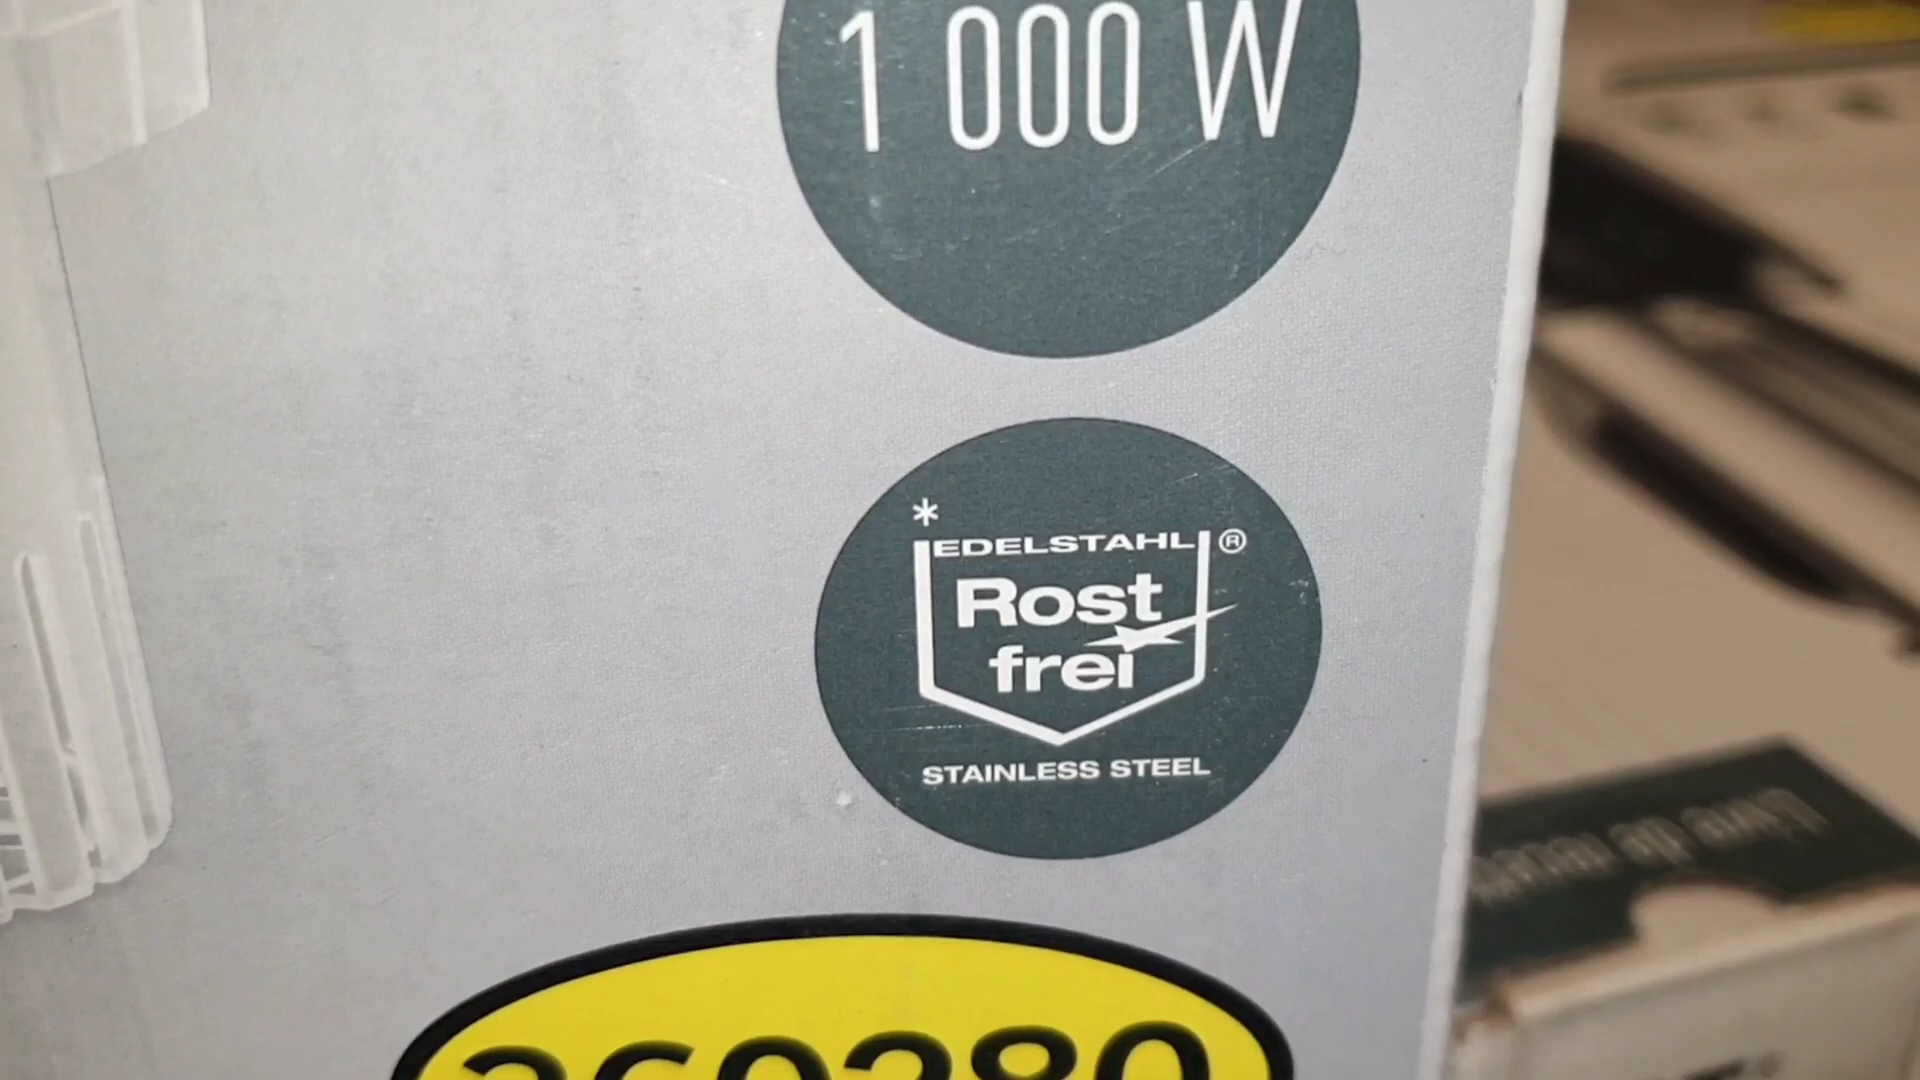 1 000 W
*
EDELSTAHL ®
Rost
frei
STAINLESS STEEL